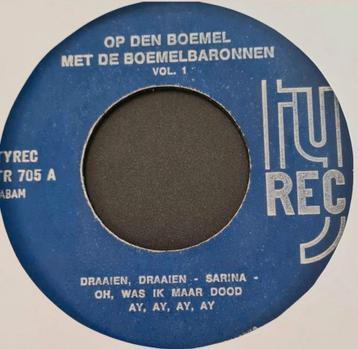 OP DEN BOEMEL
MET DE BOEMELBARONNEN
VOL. 1
TYREC
TR 705 A
SABAM
ty
REC
DRAAIEN, DRAAIEN - SARINA -
OH, WAS IK MAAR DOOD
AY, AY, AY, AY